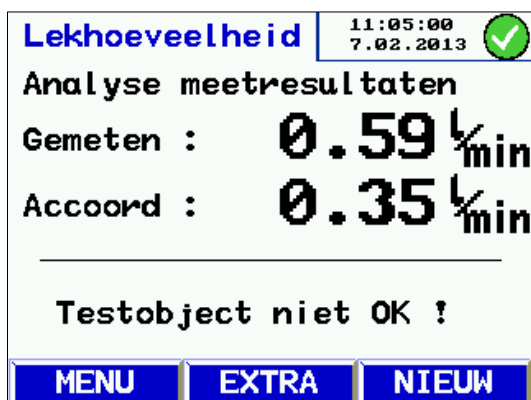 Lekhoeveelheid 11:05:00
7.02.2013
Analyse meetresultaten
Gemeten : 0.59 L/min
Accoord : 0.35 L/min
Testobject niet OK !
MENU EXTRA NIEUW